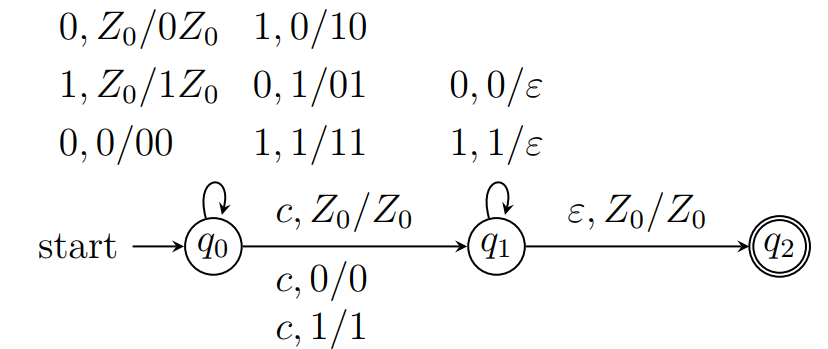 0, Z₀/0Z₀ 1, 0/10
1, Z₀/1Z₀ 0, 1/01 0, 0/ε
0, 0/00 1, 1/11 1, 1/ε
c, Z₀/Z₀ ε, Z₀/Z₀
start q₀ q₁ q₂
c, 0/0
c, 1/1